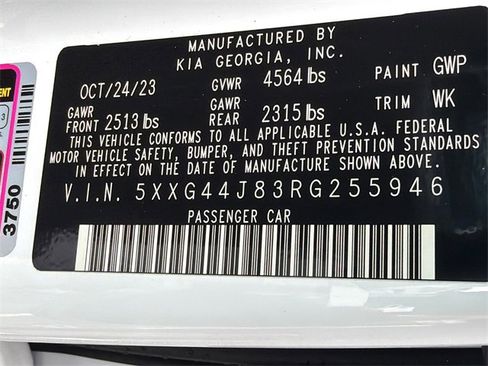 MANUFACTURED BY
KIA GEORGIA, INC.
OCT/24/23 GVWR 4564 lbs PAINT GWP
GAWR FRONT 2513 lbs GAWR REAR 2315 lbs TRIM WK
THIS VEHICLE CONFORMS TO ALL APPLICABLE U.S.A. FEDERAL
MOTOR VEHICLE SAFETY, BUMPER, AND THEFT PREVENTION STANDARDS
IN EFFECT ON THE DATE OF MANUFACTURE SHOWN ABOVE.
V.I.N. 5XXG44J83RG255946
PASSENGER CAR
3750